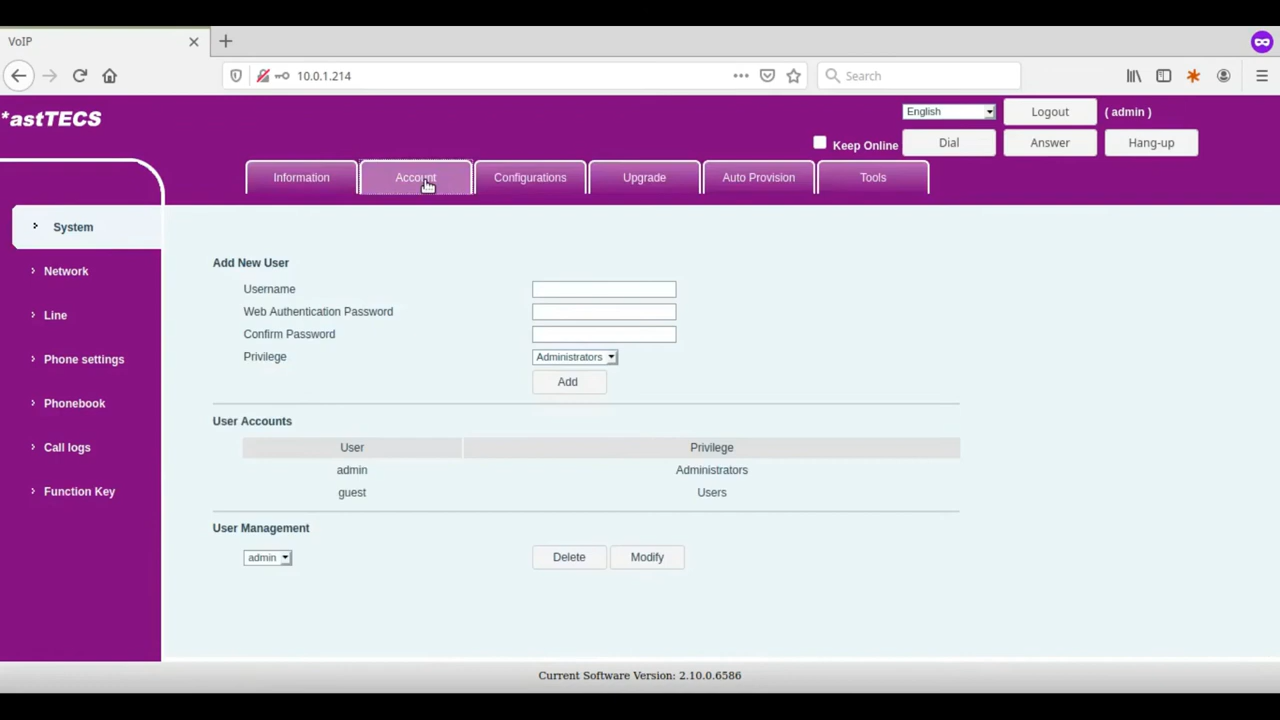 VoIP
10.0.1.214
Search
*astTECS
English
Logout
( admin )
Keep Online
Dial
Answer
Hang-up
Information
Account
Configurations
Upgrade
Auto Provision
Tools
System
Network
Line
Phone settings
Phonebook
Call logs
Function Key
Add New User
Username
Web Authentication Password
Confirm Password
Privilege
Administrators
Add
User Accounts
User Privilege
admin Administrators
guest Users
User Management
admin
Delete
Modify
Current Software Version: 2.10.0.6586